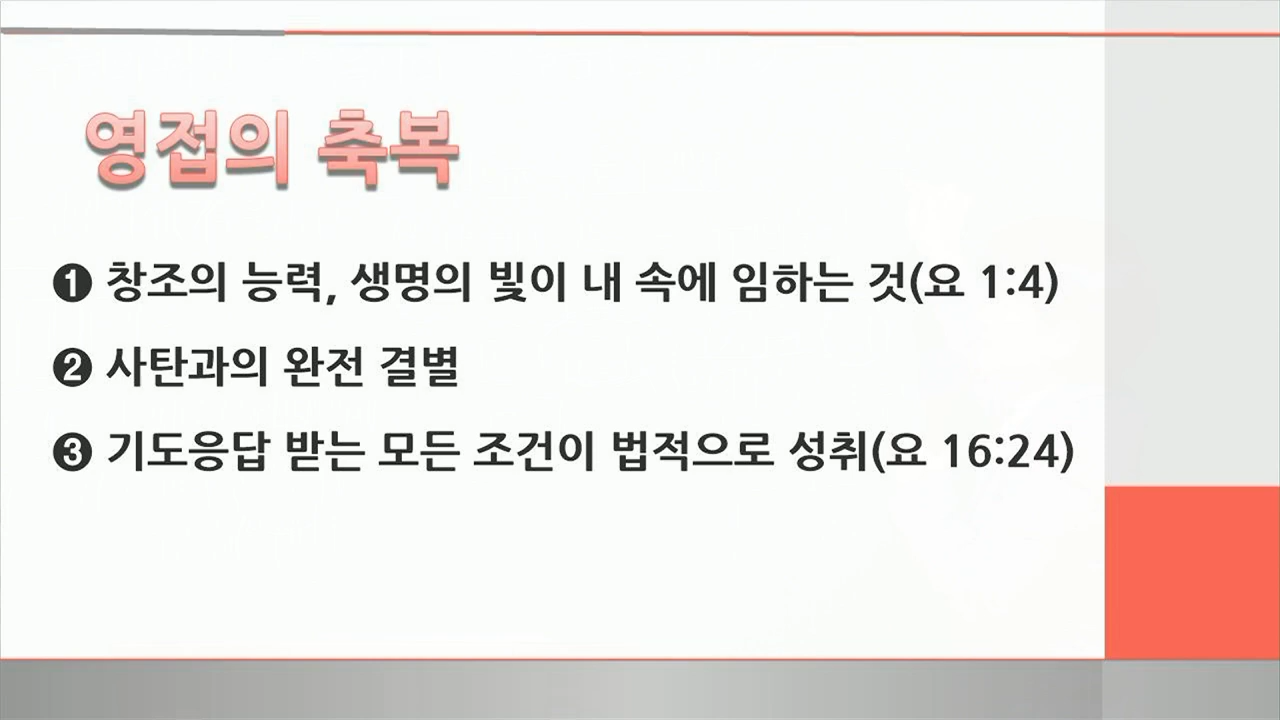 영접의 축복
❶ 창조의 능력, 생명의 빛이 내 속에 임하는 것(요 1:4)
❷ 사탄과의 완전 결별
❸ 기도응답 받는 모든 조건이 법적으로 성취(요 16:24)